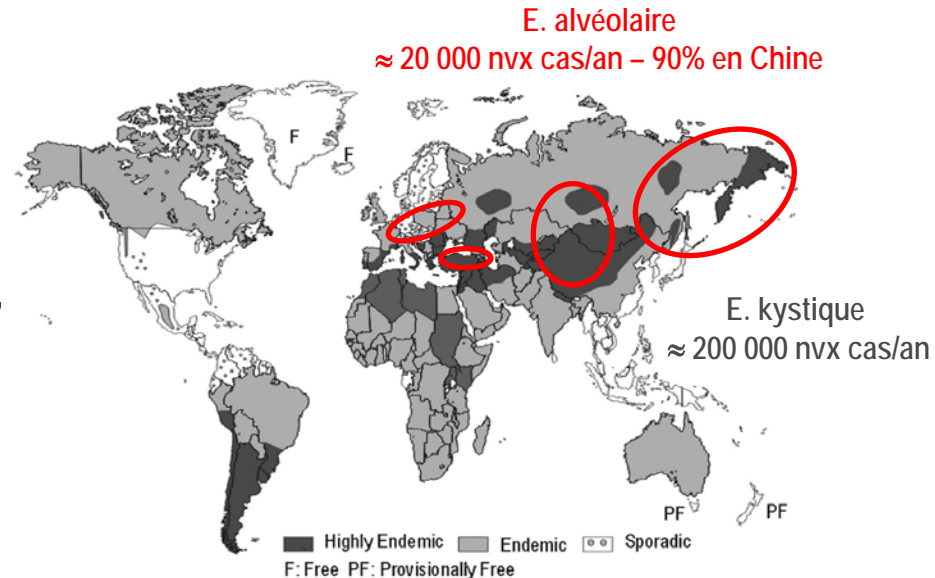 E. alvéolaire
≈ 20 000 nvx cas/an – 90% en Chine
F
F
E. kystique
≈ 200 000 nvx cas/an
PF
PF
Highly Endemic Endemic Sporadic
F: Free PF: Provisionally Free